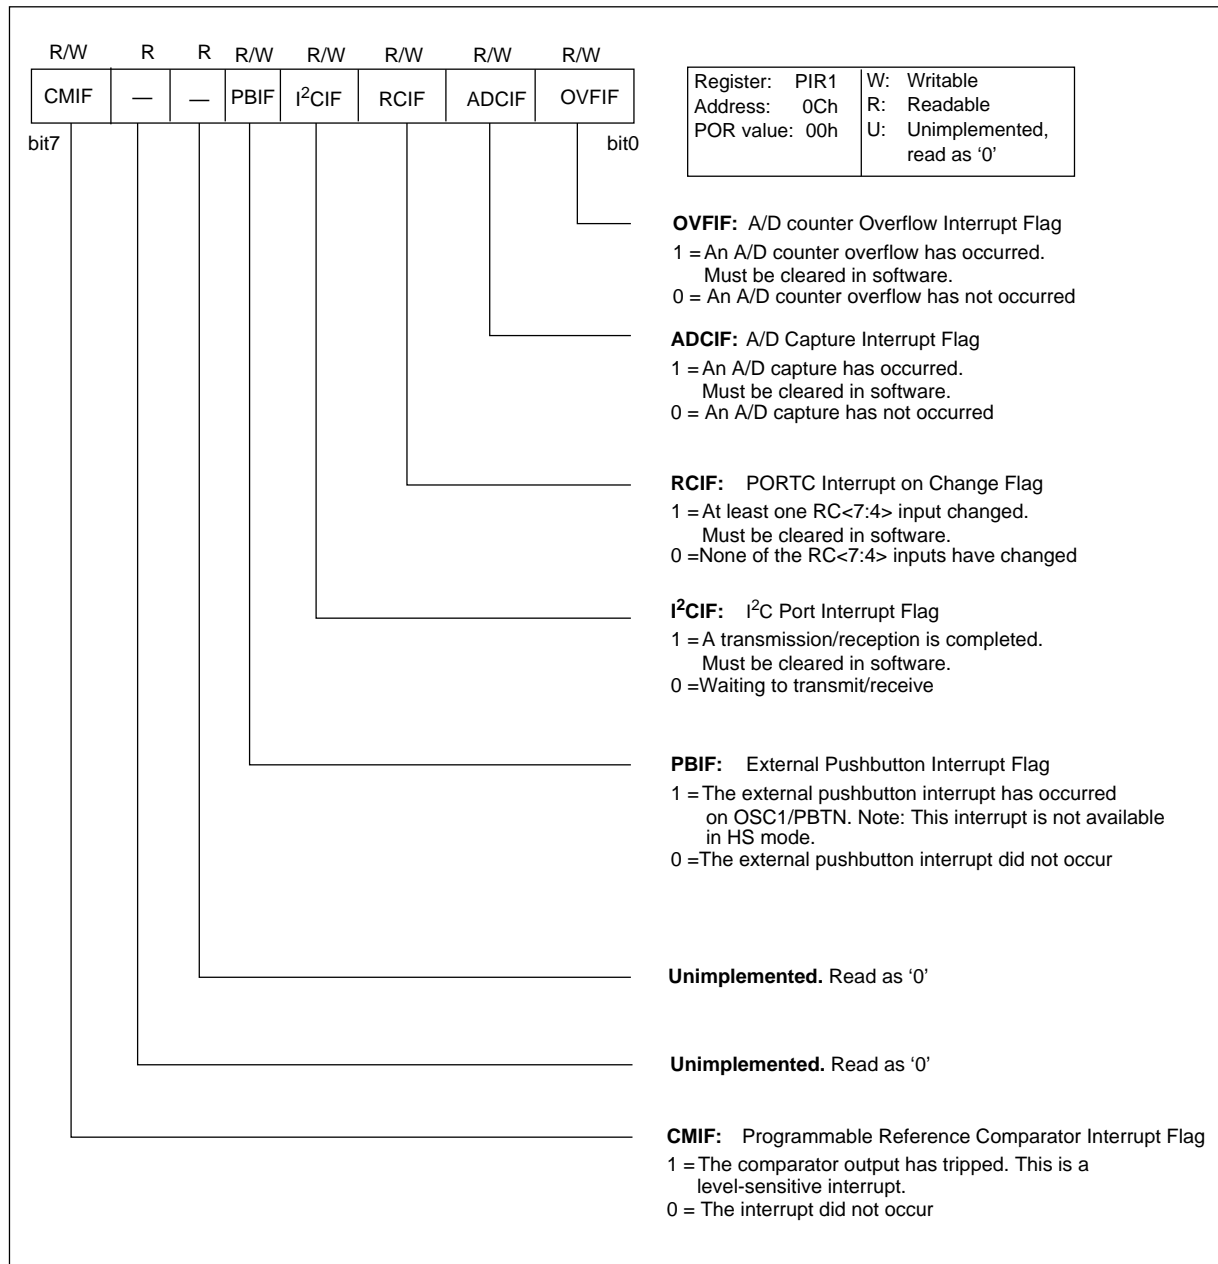 R/W R R R/W R/W R/W R/W R/W
CMIF — — PBIF I²CIF RCIF ADCIF OVFIF
bit7 bit0
Register: PIR1 W: Writable
Address: 0Ch R: Readable
POR value: 00h U: Unimplemented,
read as ‘0’
OVFIF: A/D counter Overflow Interrupt Flag
1 = An A/D counter overflow has occurred.
Must be cleared in software.
0 = An A/D counter overflow has not occurred
ADCIF: A/D Capture Interrupt Flag
1 = An A/D capture has occurred.
Must be cleared in software.
0 = An A/D capture has not occurred
RCIF: PORTC Interrupt on Change Flag
1 = At least one RC<7:4> input changed.
Must be cleared in software.
0 =None of the RC<7:4> inputs have changed
I²CIF: I²C Port Interrupt Flag
1 = A transmission/reception is completed.
Must be cleared in software.
0 =Waiting to transmit/receive
PBIF: External Pushbutton Interrupt Flag
1 = The external pushbutton interrupt has occurred
on OSC1/PBTN. Note: This interrupt is not available
in HS mode.
0 =The external pushbutton interrupt did not occur
Unimplemented. Read as ‘0’
Unimplemented. Read as ‘0’
CMIF: Programmable Reference Comparator Interrupt Flag
1 = The comparator output has tripped. This is a
level-sensitive interrupt.
0 = The interrupt did not occur